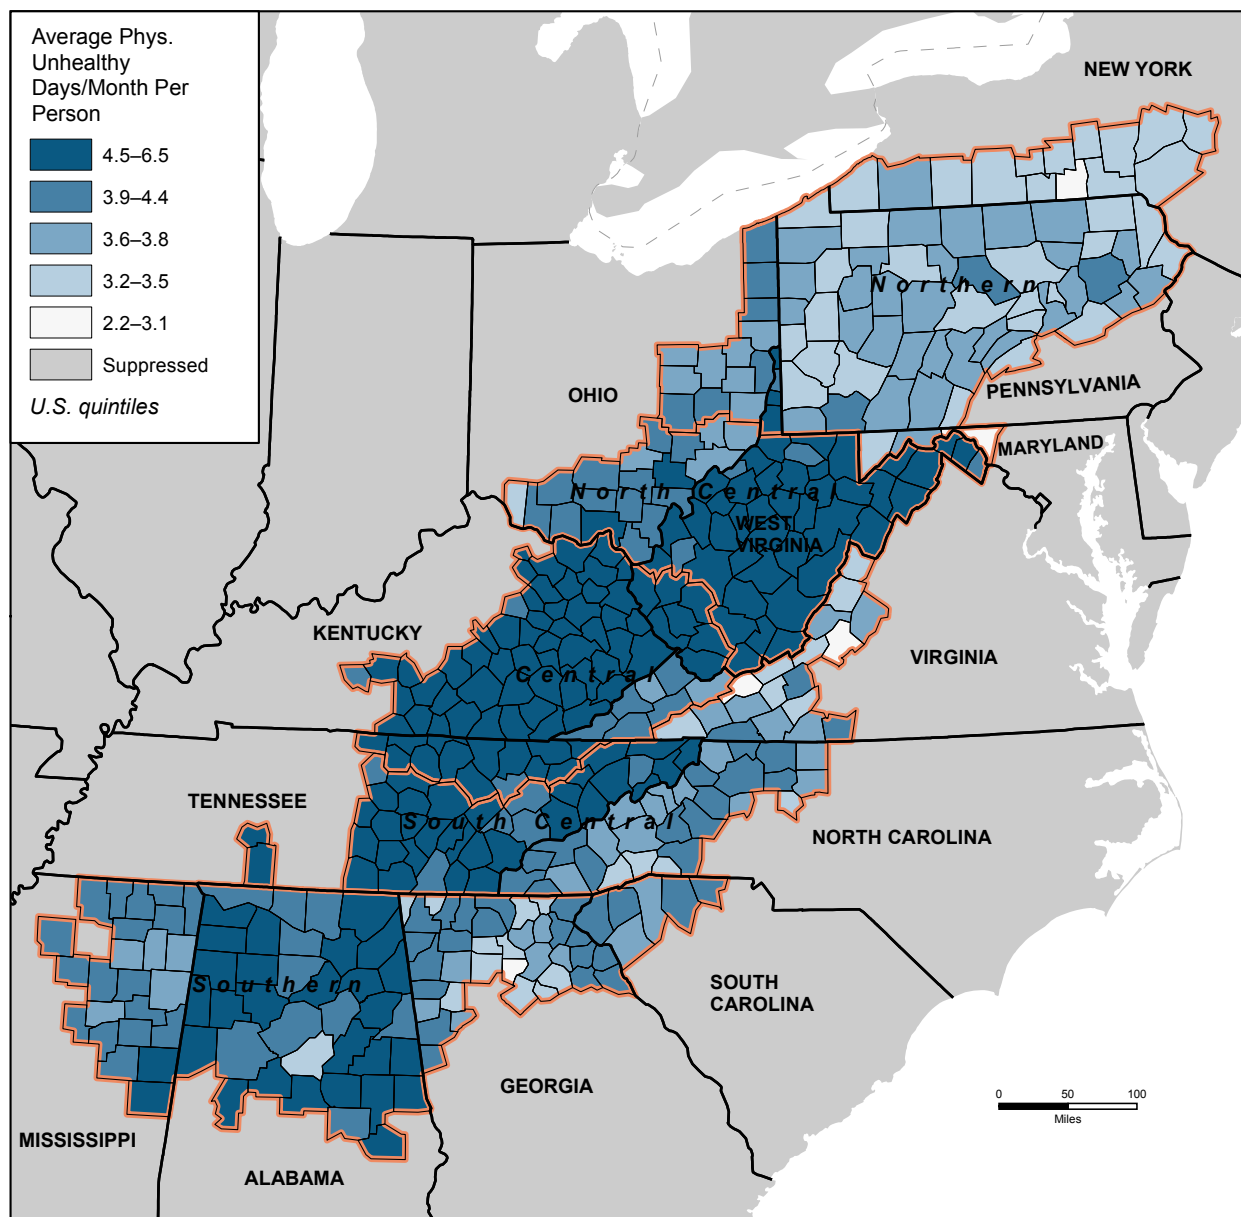 Average Phys.
Unhealthy
Days/Month Per
Person
4.5–6.5
3.9–4.4
3.6–3.8
3.2–3.5
2.2–3.1
Suppressed
U.S. quintiles
NEW YORK
Northern
PENNSYLVANIA
OHIO
MARYLAND
North Central
WEST
VIRGINIA
KENTUCKY
VIRGINIA
Central
TENNESSEE
South Central
NORTH CAROLINA
SOUTH
CAROLINA
Southern
GEORGIA
0 50 100
Miles
MISSISSIPPI
ALABAMA